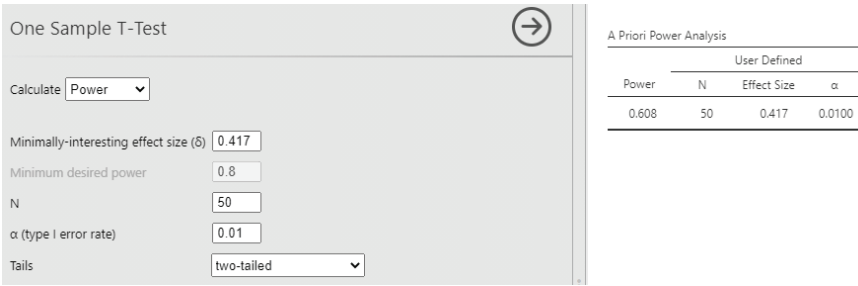 One Sample T-Test
Calculate Power
Minimally-interesting effect size (δ) 0.417
Minimum desired power 0.8
N 50
α (type I error rate) 0.01
Tails two-tailed
A Priori Power Analysis
User Defined
Power N Effect Size α
0.608 50 0.417 0.0100